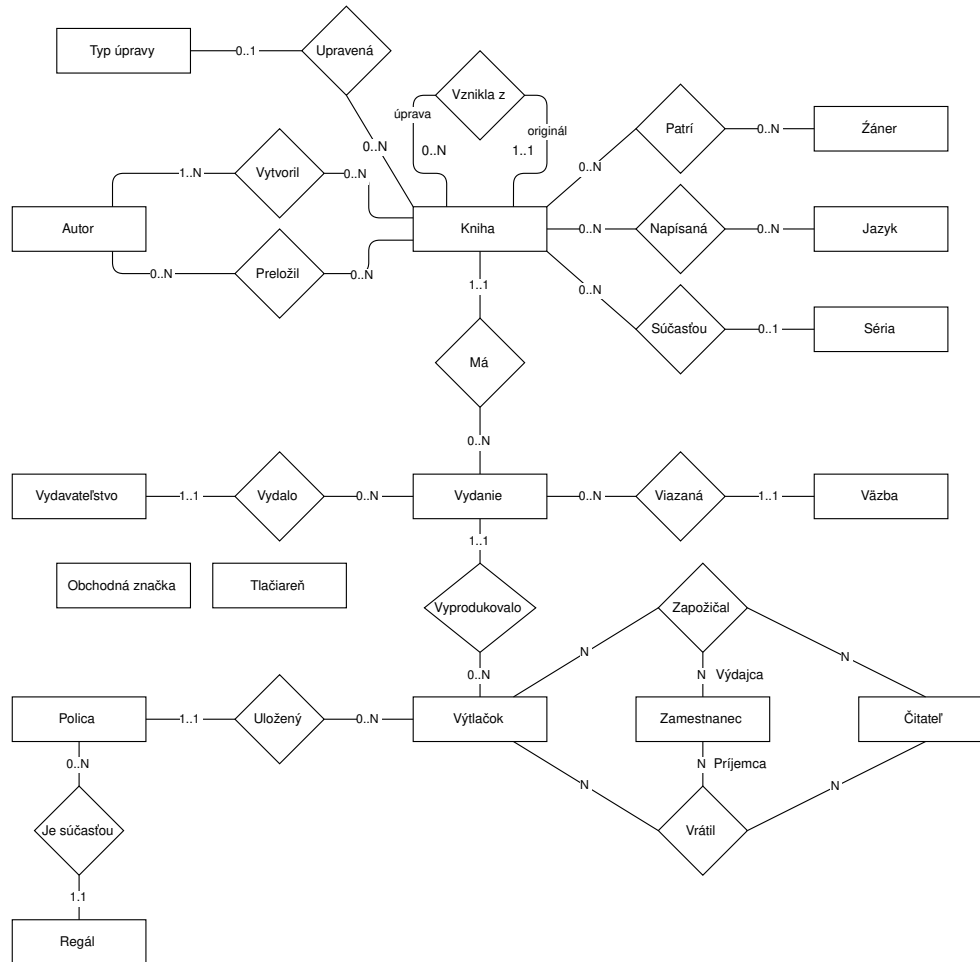 Typ úpravy
0..1
Upravená
Vznikla z
úprava
originál
0..N
0..N
1..1
Patrí
0..N
Źáner
0..N
1..N
Vytvoril
0..N
Autor
Kniha
0..N
Napísaná
0..N
Jazyk
0..N
Preložil
0..N
1..1
0..N
Súčasťou
0..1
Séria
Má
0..N
Vydavateľstvo
1..1
Vydalo
0..N
Vydanie
0..N
Viazaná
1..1
Väzba
1..1
Obchodná značka
Tlačiareň
Vyprodukovalo
Zapožičal
N
N
0..N
N
Výdajca
Polica
1..1
Uložený
0..N
Výtlačok
Zamestnanec
Čitateľ
0..N
N
Príjemca
N
N
Je súčasťou
Vrátil
1..1
Regál